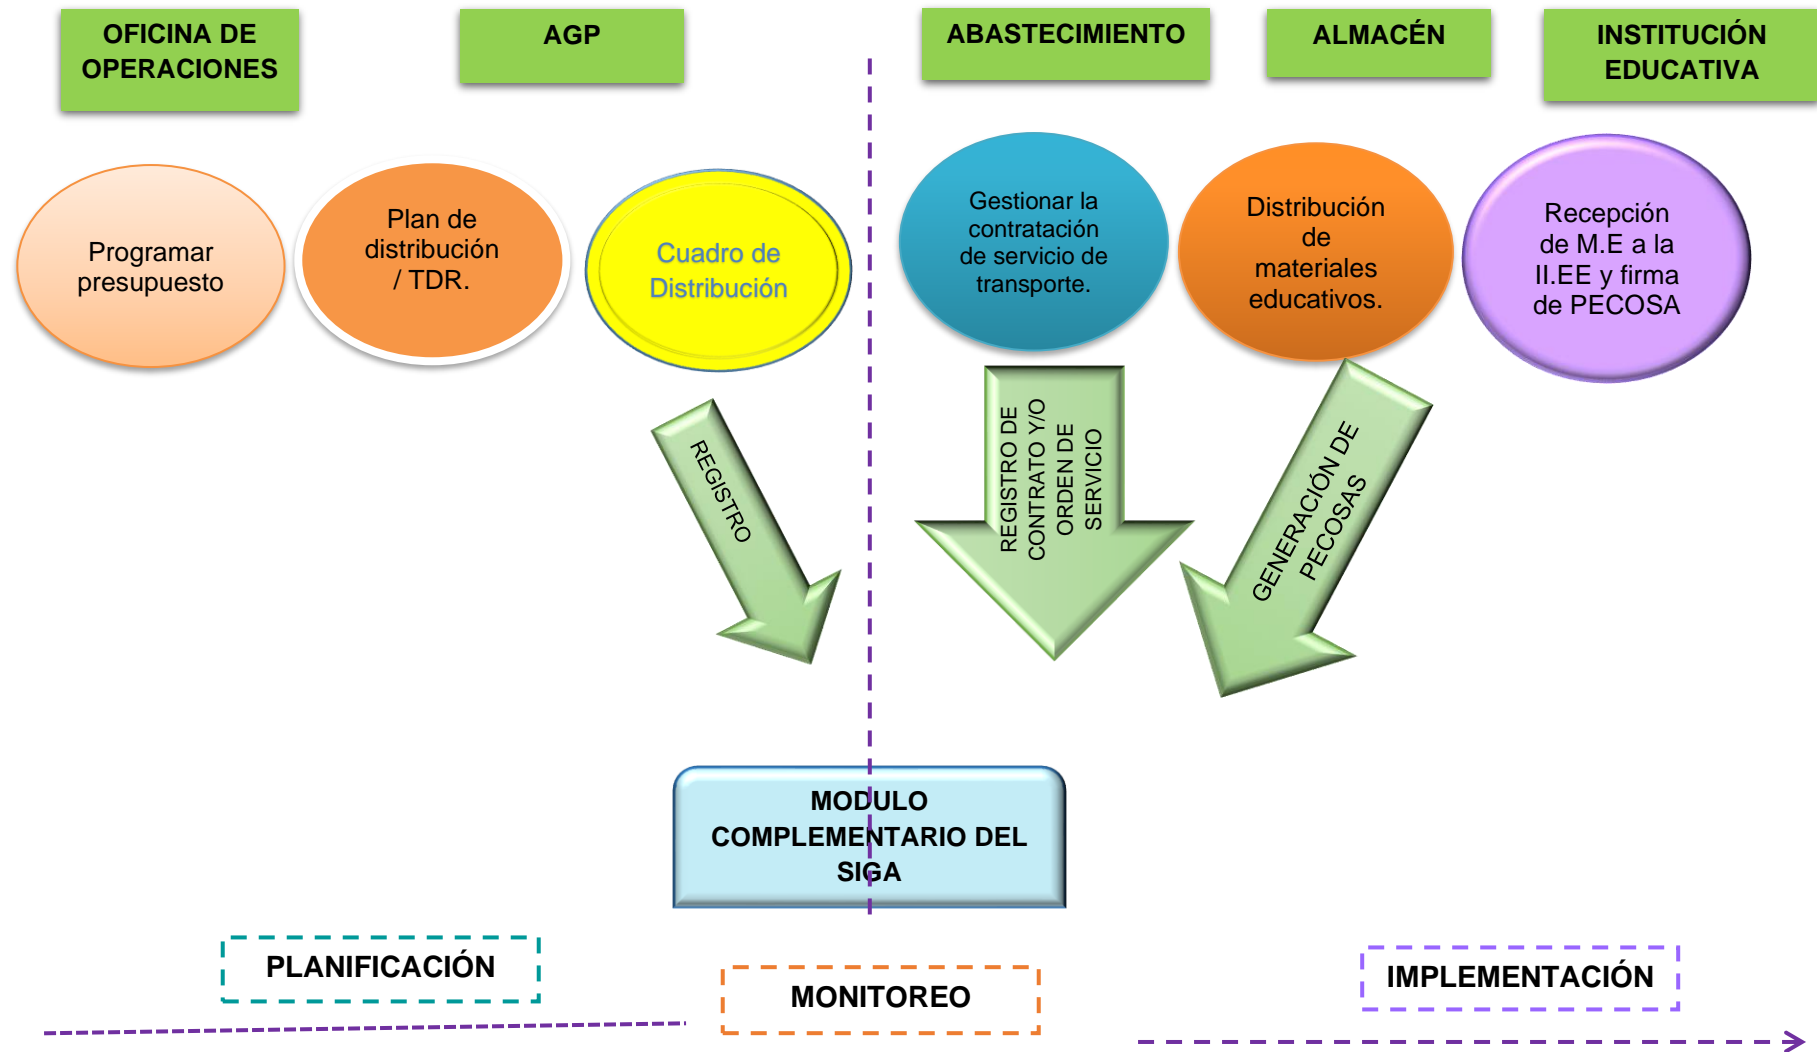 OFICINA DE
OPERACIONES
AGP
ABASTECIMIENTO
ALMACÉN
INSTITUCIÓN
EDUCATIVA
Programar
presupuesto
Plan de
distribución
/ TDR.
Cuadro de
Distribución
Gestionar la
contratación
de servicio de
transporte.
Distribución
de
materiales
educativos.
Recepción
de M.E a la
II.EE y firma
de PECOSA
REGISTRO
REGISTRO DE
CONTRATO Y/O
ORDEN DE
SERVICIO
GENERACIÓN DE
PECOSAS
MODULO
COMPLEMENTARIO DEL
SIGA
PLANIFICACIÓN
MONITOREO
IMPLEMENTACIÓN